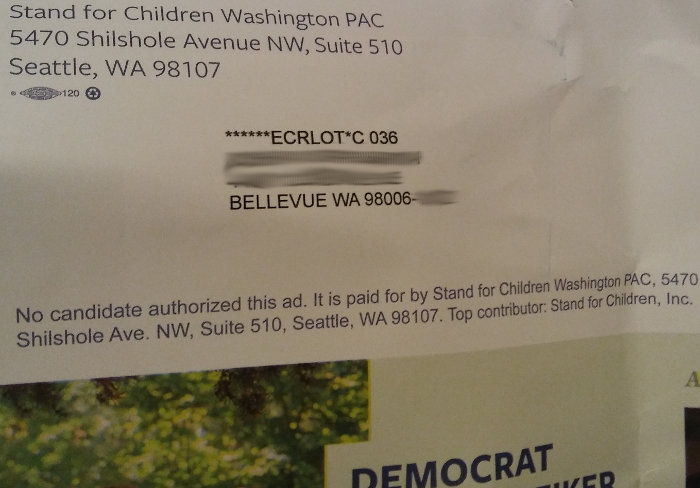 Stand for Children Washington PAC
5470 Shilshole Avenue NW, Suite 510
Seattle, WA 98107
120
******ECRLOT*C 036
BELLEVUE WA 98006-
No candidate authorized this ad. It is paid for by Stand for Children Washington PAC, 5470
Shilshole Ave. NW, Suite 510, Seattle, WA 98107. Top contributor: Stand for Children, Inc.
A
DEMOCRAT